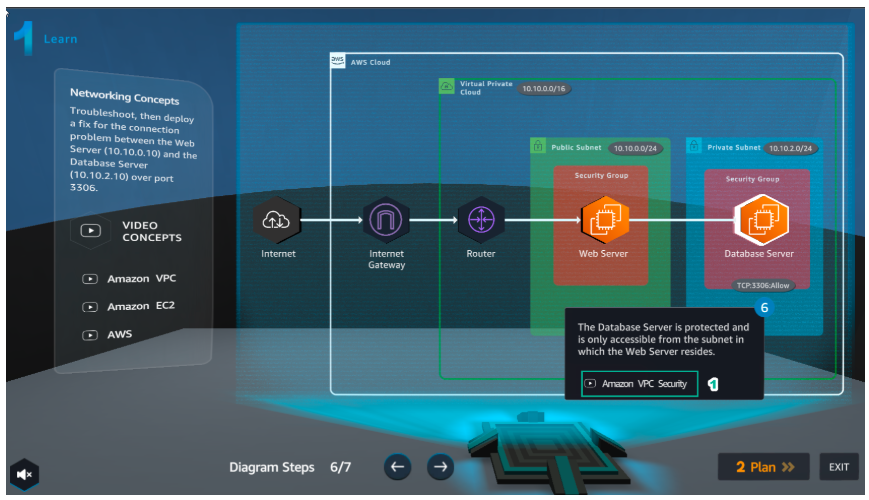 1
Learn
Networking Concepts
Troubleshoot, then deploy
a fix for the connection
problem between the Web
Server (10.10.0.10) and the
Database Server
(10.10.2.10) over port
3306.
VIDEO
CONCEPTS
Amazon VPC
Amazon EC2
AWS
aws
AWS Cloud
Virtual Private
Cloud
10.10.0.0/16
Public Subnet
10.10.0.0/24
Private Subnet
10.10.2.0/24
Security Group
Security Group
Internet
Internet
Gateway
Router
Web Server
Database Server
TCP:3306:Allow
6
The Database Server is protected and
is only accessible from the subnet in
which the Web Server resides.
Amazon VPC Security
1
Diagram Steps 6/7
2 Plan
EXIT